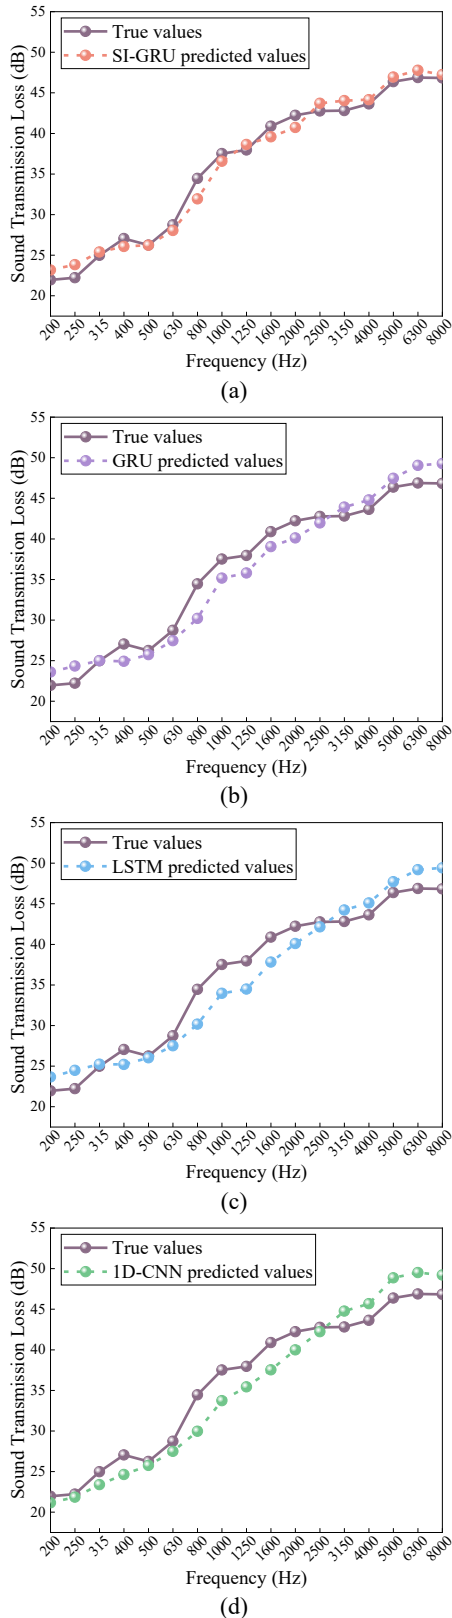 55
True values
50
SI-GRU predicted values
45
40
35
30
25
20
Sound Transmission Loss (dB)
200 250 315 400 500 630 800 1000 1250 1600 2000 2500 3150 4000 5000 6300 8000
Frequency (Hz)
(a)
55
True values
50
GRU predicted values
45
40
35
30
25
20
Sound Transmission Loss (dB)
200 250 315 400 500 630 800 1000 1250 1600 2000 2500 3150 4000 5000 6300 8000
Frequency (Hz)
(b)
55
True values
50
LSTM predicted values
45
40
35
30
25
20
Sound Transmission Loss (dB)
200 250 315 400 500 630 800 1000 1250 1600 2000 2500 3150 4000 5000 6300 8000
Frequency (Hz)
(c)
55
True values
50
1D-CNN predicted values
45
40
35
30
25
20
Sound Transmission Loss (dB)
200 250 315 400 500 630 800 1000 1250 1600 2000 2500 3150 4000 5000 6300 8000
Frequency (Hz)
(d)